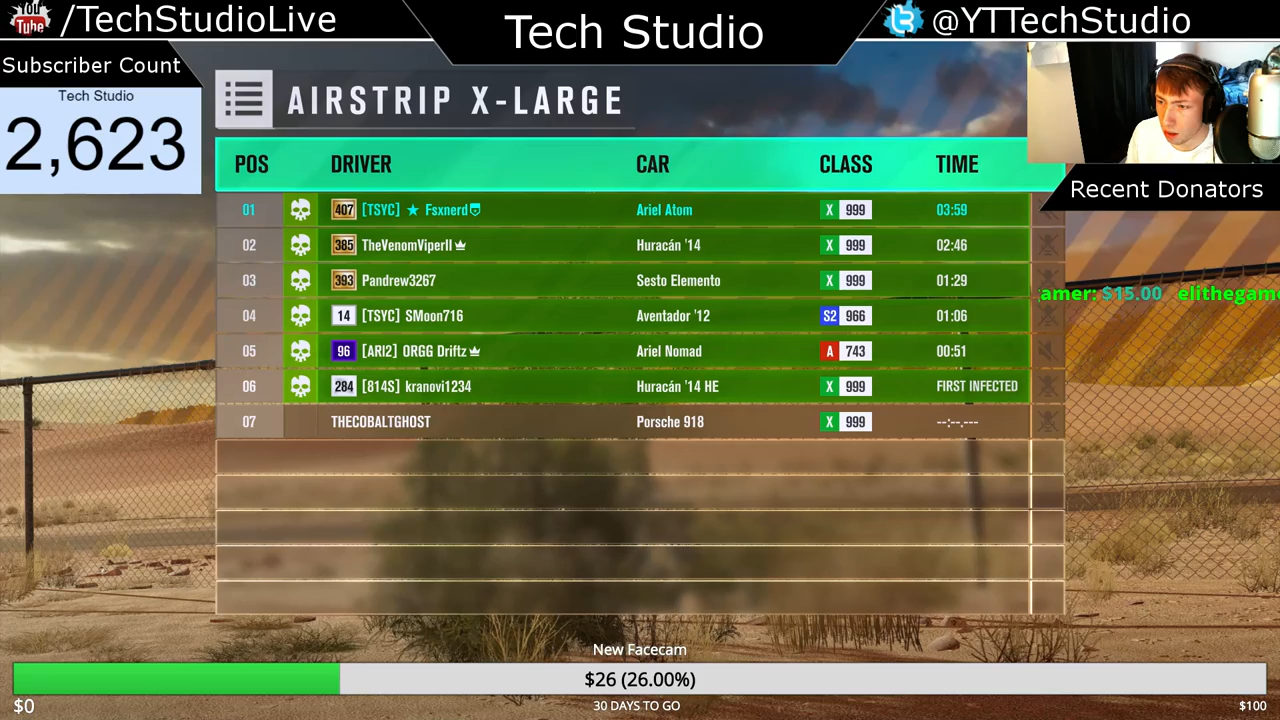 You Tube /TechStudioLive
Tech Studio
@YTTechStudio
Subscriber Count
Tech Studio
2,623
AIRSTRIP X-LARGE
Recent Donators
POS DRIVER CAR CLASS TIME
01 407 [TSYC] ★ Fsxnerd Ariel Atom X 999 03:59
02 385 TheVenomViperII Huracán '14 X 999 02:46
03 393 Pandrew3267 Sesto Elemento X 999 01:29
amer: $15.00 elithegame
04 14 [TSYC] SMoon716 Aventador '12 S2 966 01:06
05 96 [ARI2] ORGG Driftz Ariel Nomad A 743 00:51
06 284 [814S] kranovi1234 Huracán '14 HE X 999 FIRST INFECTED
07 THECOBALTGHOST Porsche 918 X 999 --:--.---
New Facecam
$26 (26.00%)
$0 30 DAYS TO GO $100